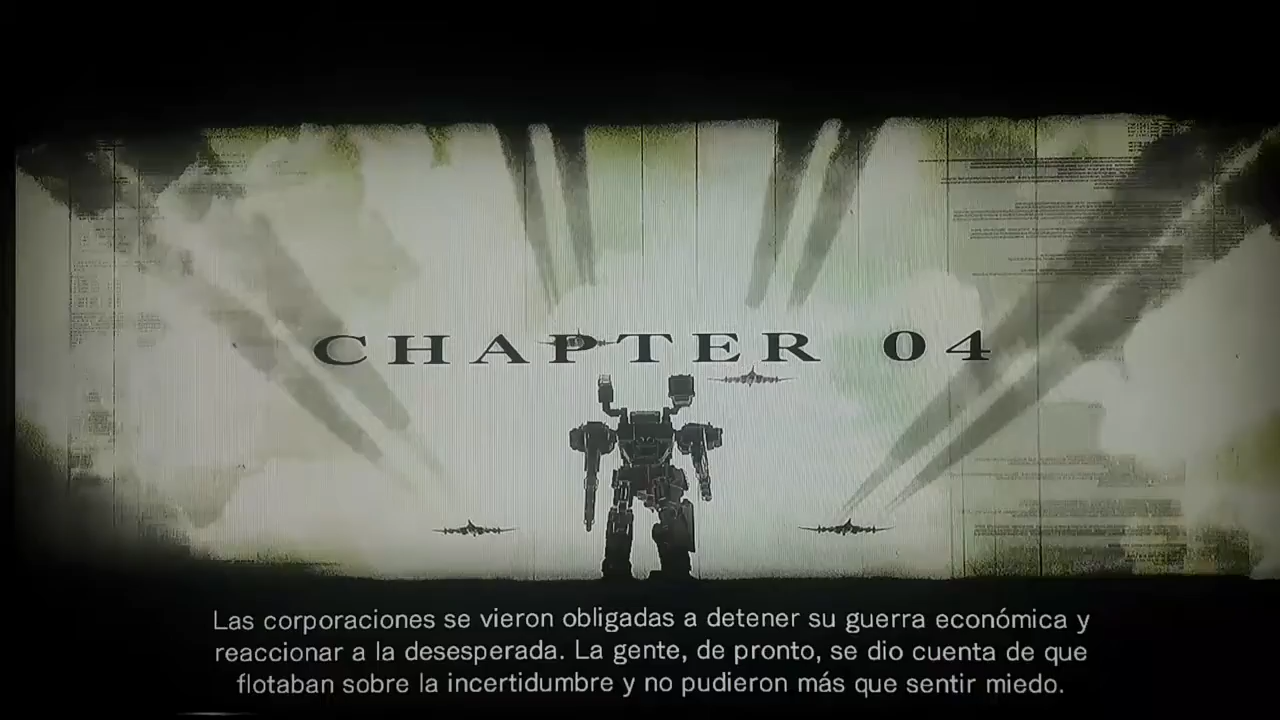 CHAPTER 04
Las corporaciones se vieron obligadas a detener su guerra económica y
reaccionar a la desesperada. La gente, de pronto, se dio cuenta de que
flotaban sobre la incertidumbre y no pudieron más que sentir miedo.